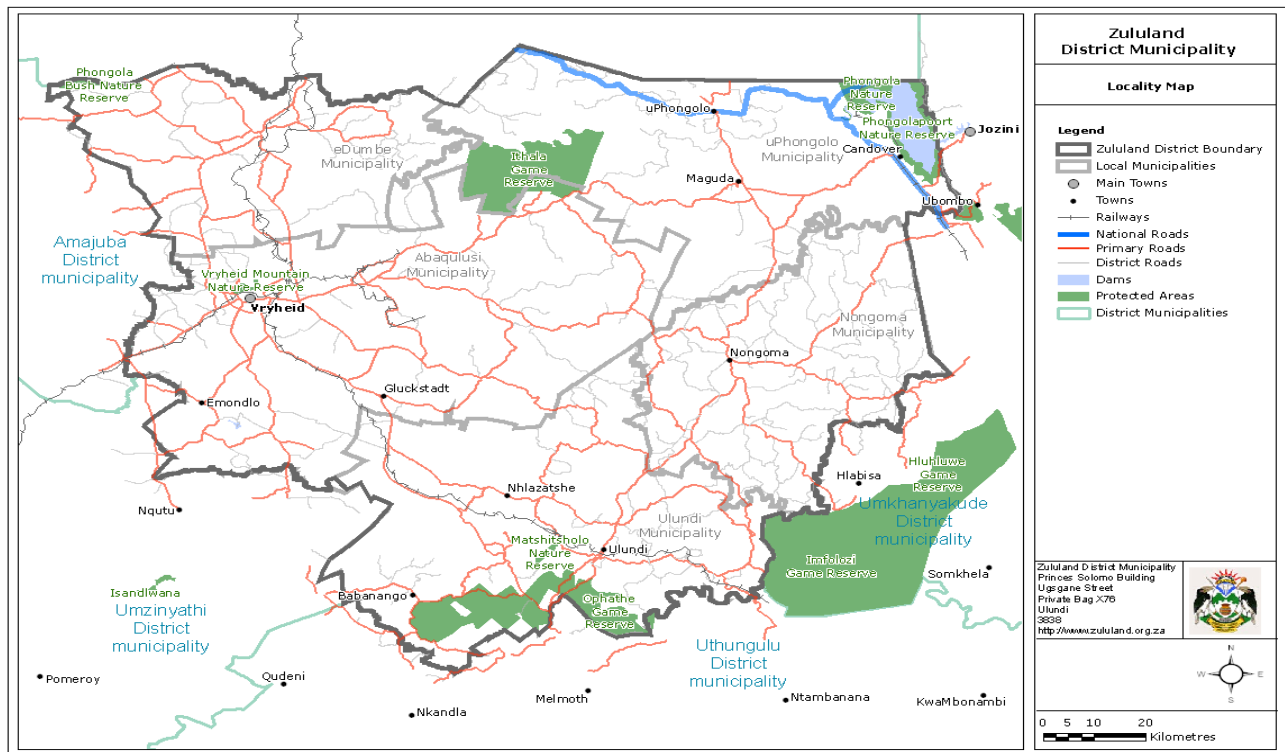 Phongola
Bush Nature
Reserve
eDumbe
Municipality
Ithala
Game
Reserve
uPhongolo
Phongola
Nature
Reserve
Phongolapoort
Nature Reserve
uPhongolo
Municipality
Candover
Jozini
Maguda
Ubombo
Amajuba
District
municipality
Abaqulusi
Municipality
Vryheid Mountain
Nature Reserve
Vryheid
Nongoma
Municipality
Nongoma
Gluckstadt
Emondlo
Nqutu
Nhlazatshe
Hlabisa
Hluhluwe
Game
Reserve
Umkhanyakude
District
municipality
Ulundi
Municipality
Matshitsholo
Nature
Reserve
Ulundi
Imfolozi
Game Reserve
Somkhela
Isandlwana
Umzinyathi
District
municipality
Babanango
Ophathe
Game
Reserve
Uthungulu
District
municipality
Pomeroy
Qudeni
Nkandla
Melmoth
Ntambanana
KwaMbonambi
Zululand
District Municipality
Locality Map
Legend
Zululand District Boundary
Local Municipalities
Main Towns
Towns
Railways
National Roads
Primary Roads
District Roads
Dams
Protected Areas
District Municipalities
Zululand District Municipality
Princes Solomo Building
Ugsgane Street
Private Bag X76
Ulundi
3838
http://www.zululand.org.za
N
W E
S
0 5 10 20
Kilometres